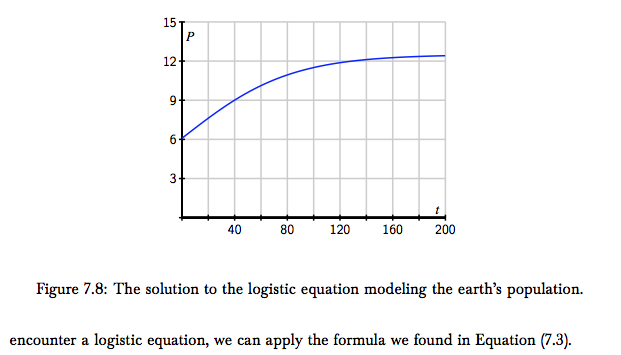 15
P
12
9
6
3
t
40 80 120 160 200
Figure 7.8: The solution to the logistic equation modeling the earth's population.
encounter a logistic equation, we can apply the formula we found in Equation (7.3).